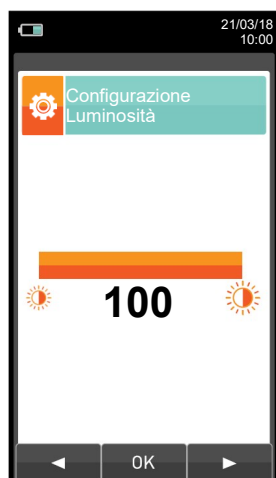 21/03/18
10:00
Configurazione
Luminosità
100
◄ OK ►